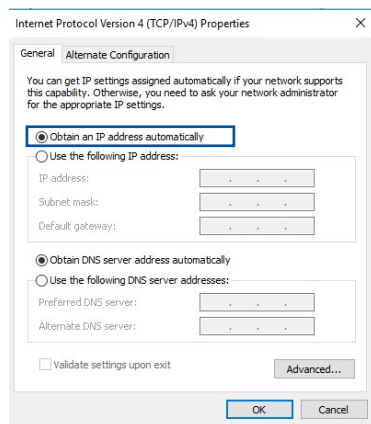 Internet Protocol Version 4 (TCP/IPv4) Properties
General
Alternate Configuration
You can get IP settings assigned automatically if your network supports
this capability. Otherwise, you need to ask your network administrator
for the appropriate IP settings.
Obtain an IP address automatically
Use the following IP address:
IP address:
Subnet mask:
Default gateway:
Obtain DNS server address automatically
Use the following DNS server addresses:
Preferred DNS server:
Alternate DNS server:
Validate settings upon exit
Advanced...
OK
Cancel